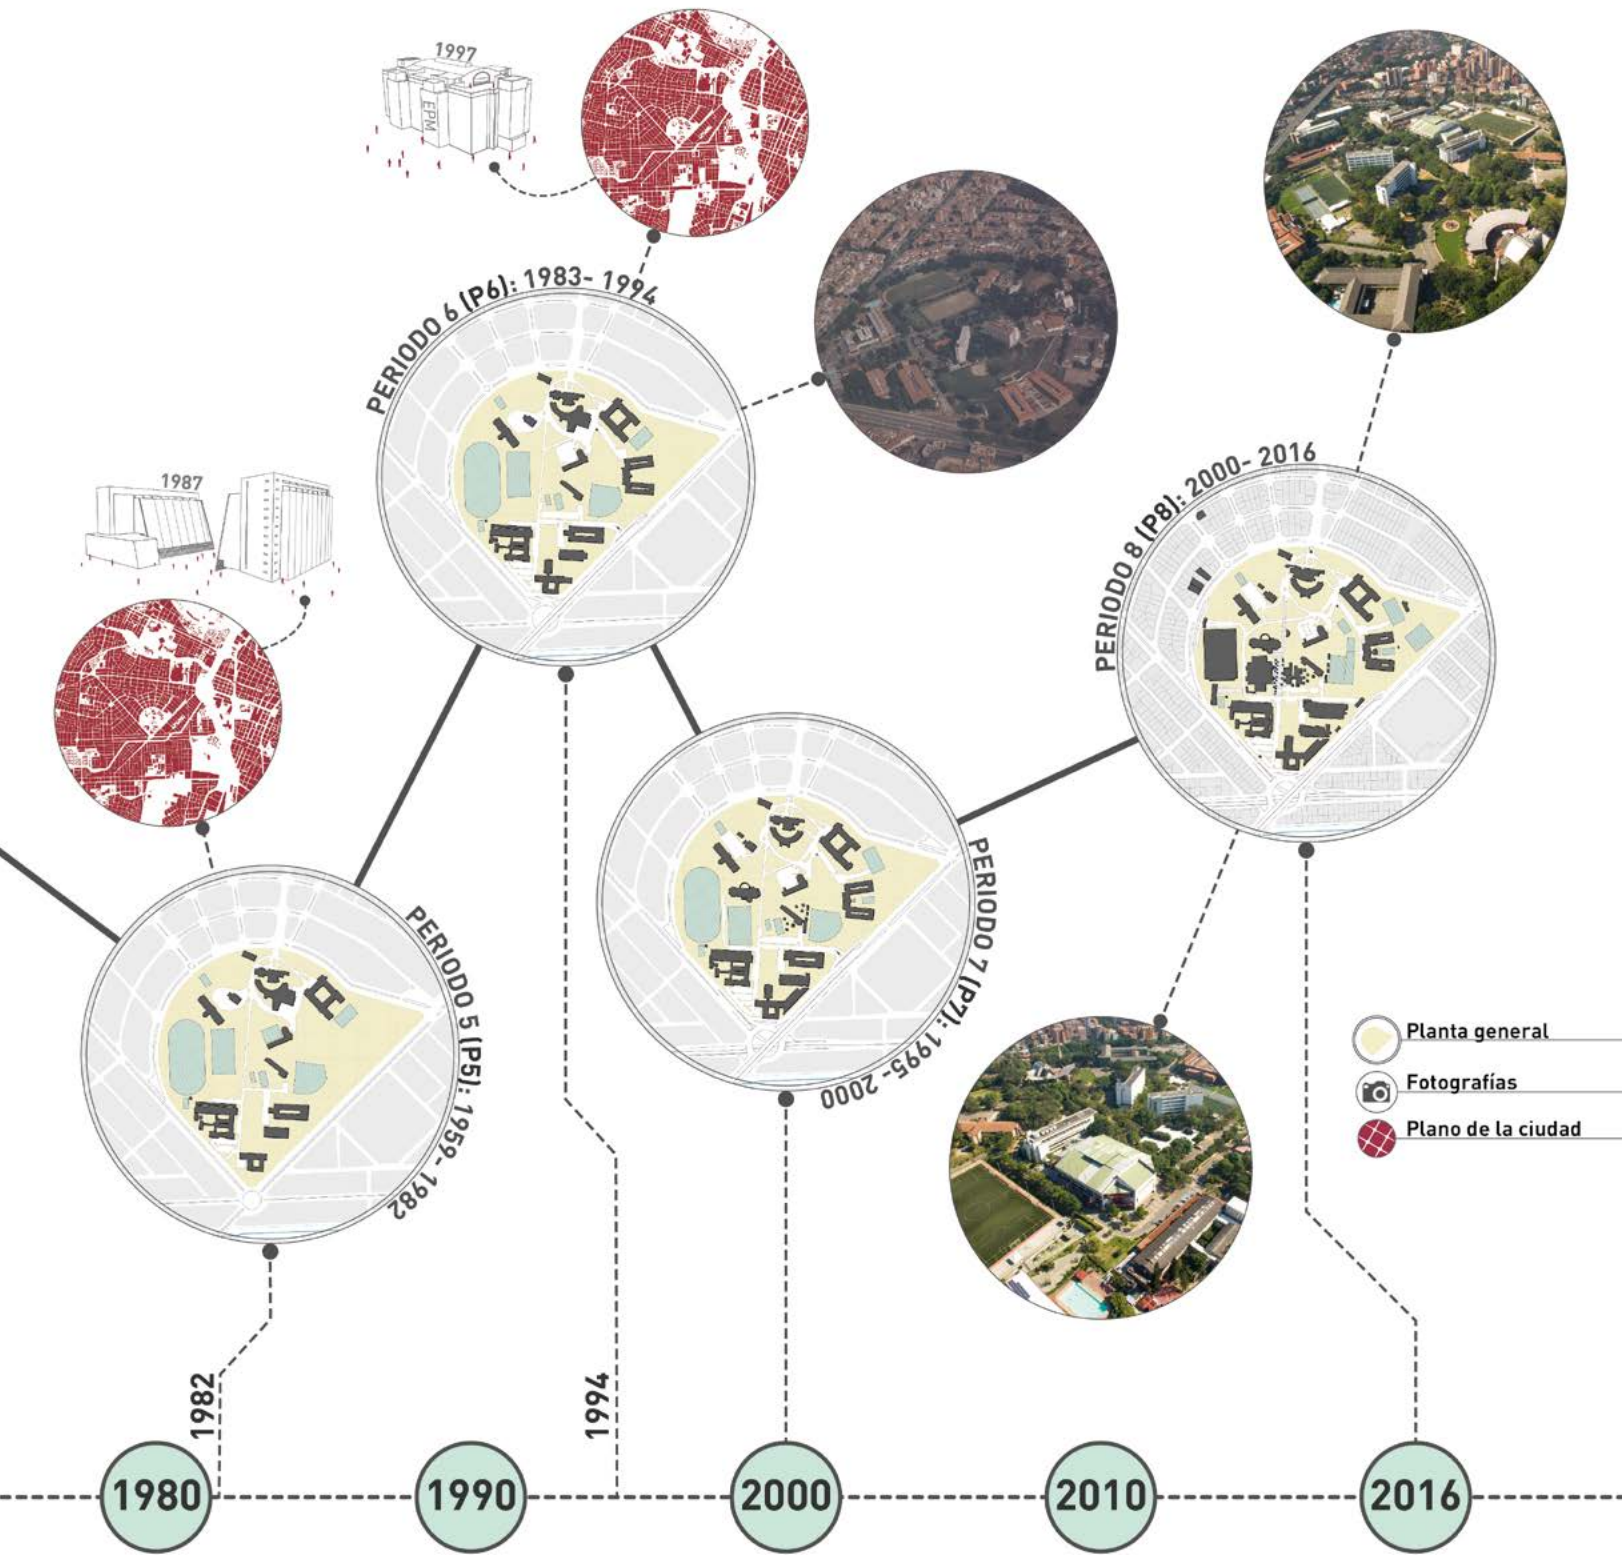 1997
EPM
PERIODO 6 (P6): 1983- 1994
1987
PERIODO 8 (P8): 2000- 2016
PERIODO 5 (P5): 1959- 1982
PERIODO 7 (P7): 1995- 2000
Planta general
Fotografías
Plano de la ciudad
1982
1994
1980
1990
2000
2010
2016